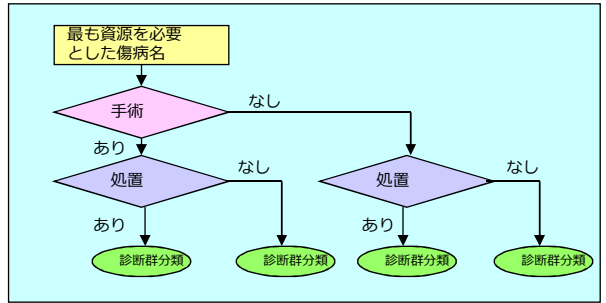 最も資源を必要
とした傷病名
手術
なし
あり
処置
なし
処置
なし
あり
あり
診断群分類
診断群分類
診断群分類
診断群分類